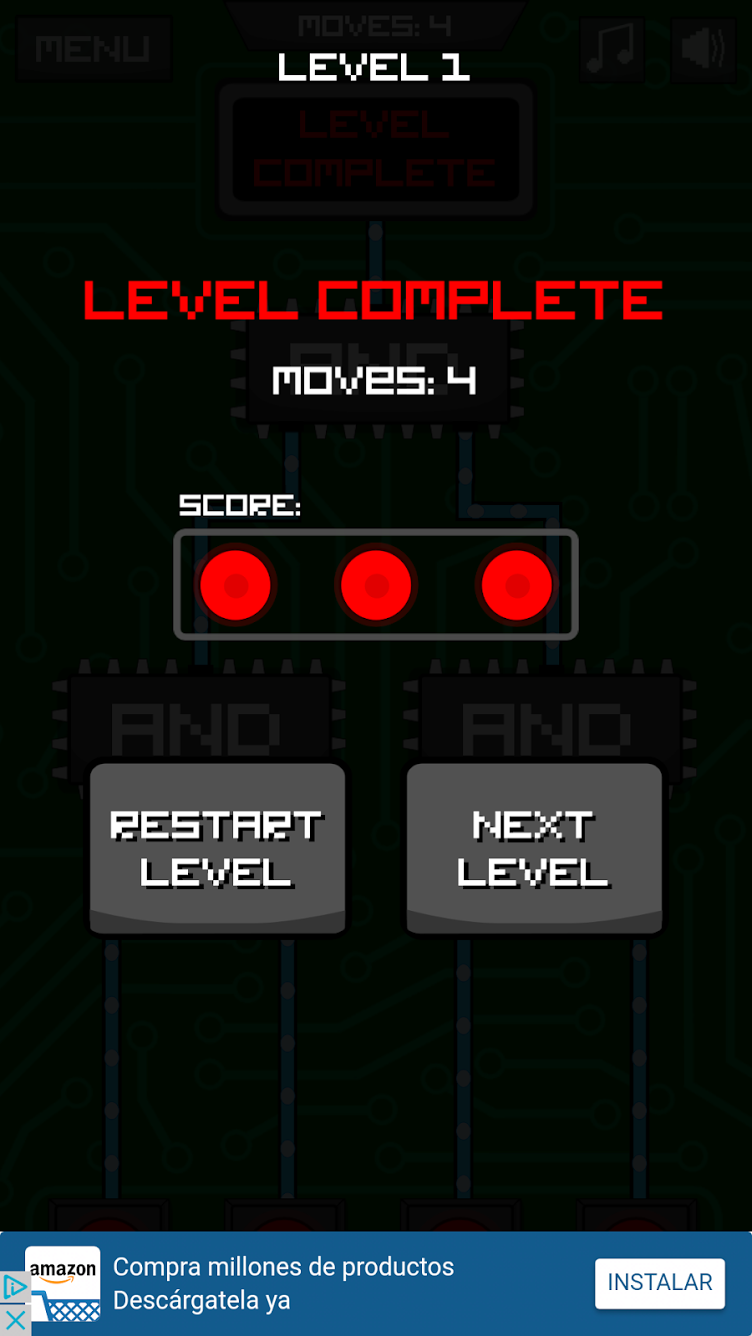 MOVES: 4
MENU
LEVEL 1
LEVEL
COMPLETE
LEVEL COMPLETE
AND
MOVES: 4
SCORE:
AND AND
RESTART
LEVEL
NEXT
LEVEL
amazon
Compra millones de productos
Descárgatela ya
INSTALAR